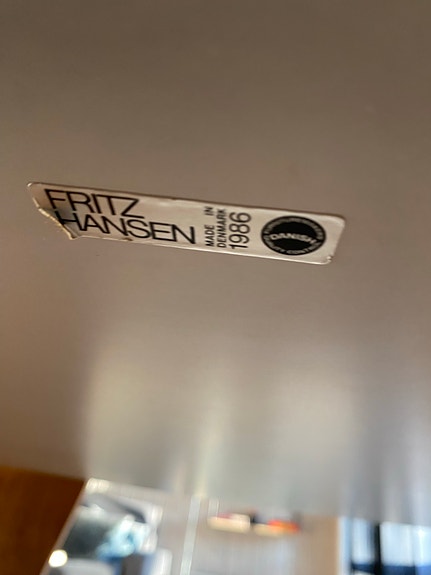 FRITZ
HANSEN
MADE IN
DENMARK
1986
DANISH